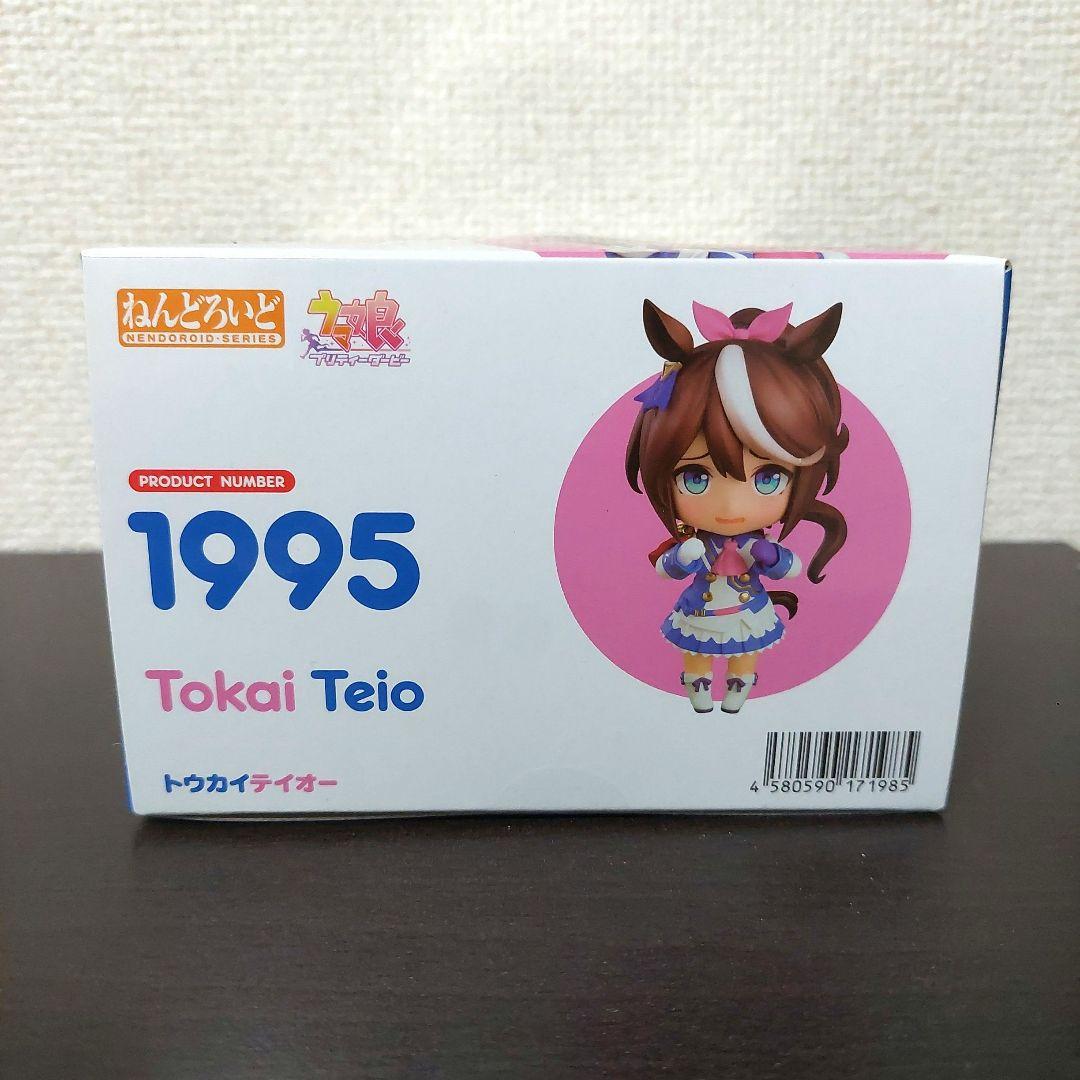 ねんどろいど
NENDOROID・SERIES
ウマ娘
プリティーダービー
PRODUCT NUMBER
1995
Tokai Teio
トウカイテイオー
4 580590 171985